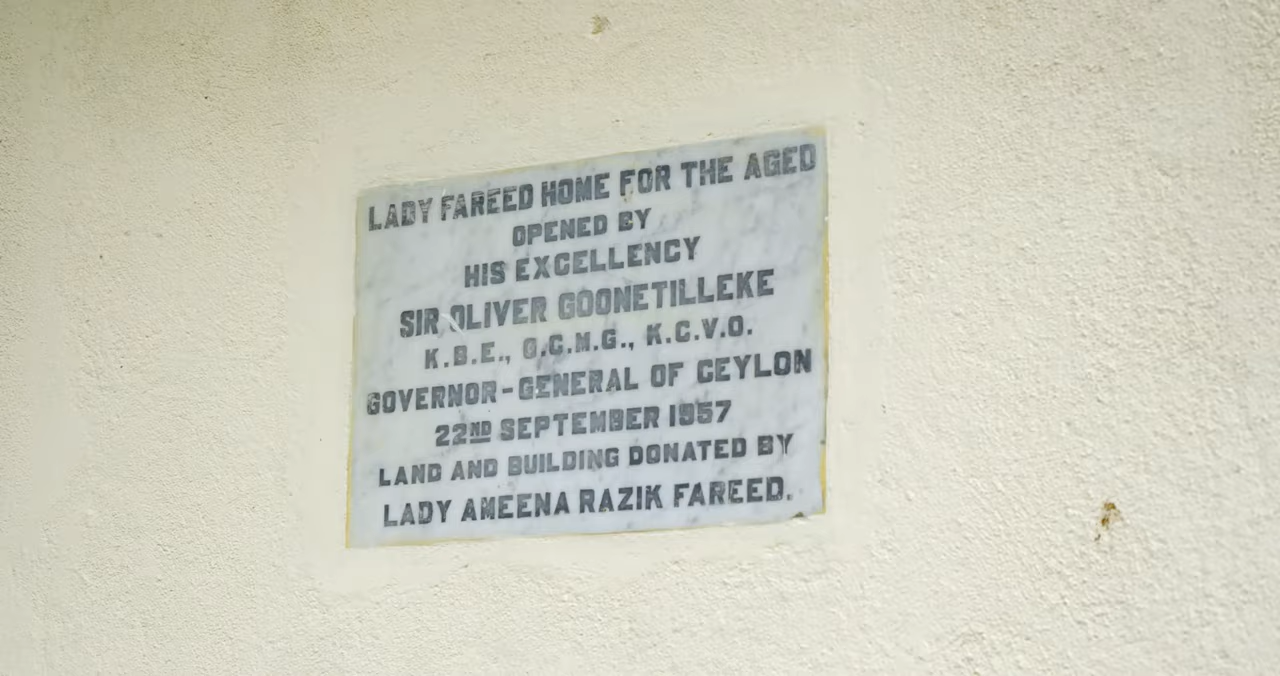 LADY FAREED HOME FOR THE AGED
OPENED BY
HIS EXCELLENCY
SIR OLIVER GOONETILLEKE
K.B.E., G.C.M.G., K.C.V.O.
GOVERNOR-GENERAL OF CEYLON
22ND SEPTEMBER 1957
LAND AND BUILDING DONATED BY
LADY AMEENA RAZIK FAREED.